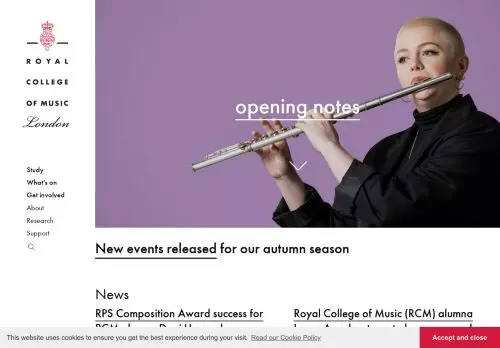 ROYAL
COLLEGE
OF MUSIC
London
Study
What's on
Get involved
About
Research
Support
opening notes
New events released for our autumn season
News
RPS Composition Award success for
Royal College of Music (RCM) alumna
This website uses cookies to ensure you get the best experience during your visit. Read our Cookie Policy
Accept and close